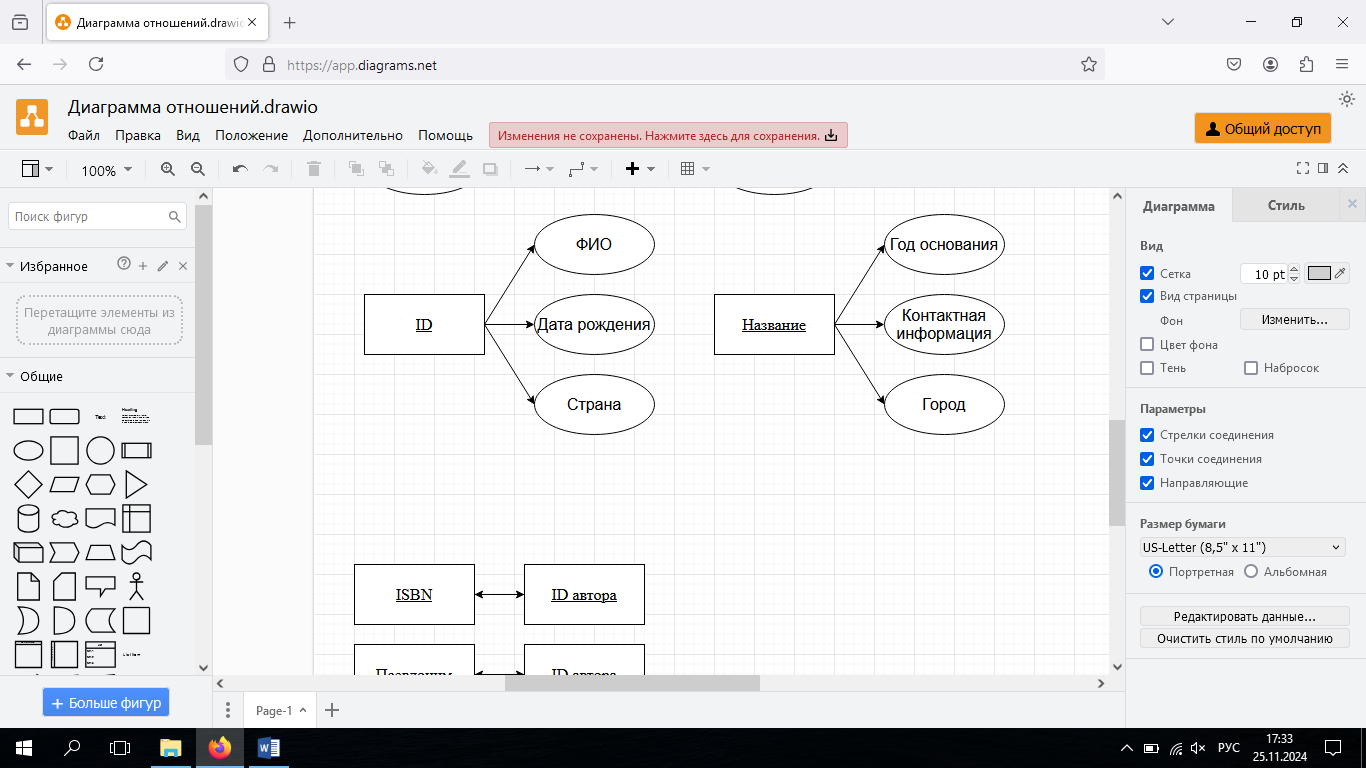 Диаграмма отношений.drawio
https://app.diagrams.net
Диаграмма отношений.drawio
Файл Правка Вид Положение Дополнительно Помощь
Изменения не сохранены. Нажмите здесь для сохранения.
Общий доступ
100%
Поиск фигур
Избранное
Перетащите элементы из
диаграммы сюда
Общие
Text
Heading
List Item
Больше фигур
ФИО
ID
Дата рождения
Страна
Год основания
Название
Контактная
информация
Город
ISBN
ID автора
ID автора
Page-1
Диаграмма
Стиль
Вид
Сетка
10 pt
Вид страницы
Фон
Изменить...
Цвет фона
Тень
Набросок
Параметры
Стрелки соединения
Точки соединения
Направляющие
Размер бумаги
US-Letter (8,5" x 11")
Портретная
Альбомная
Редактировать данные...
Очистить стиль по умолчанию
РУС
17:33
25.11.2024